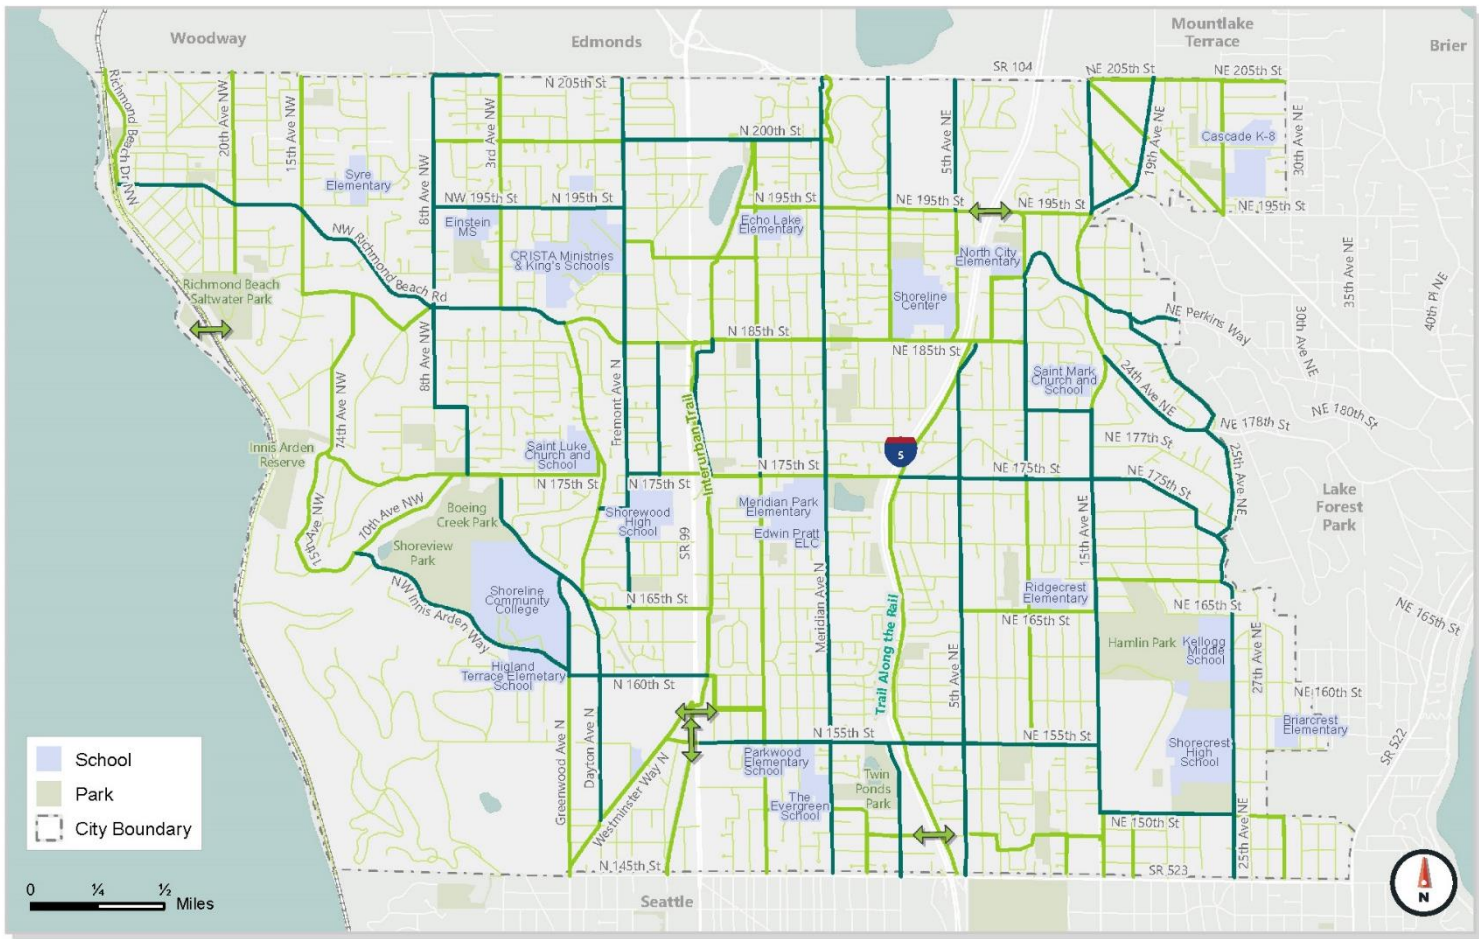 Woodway
Edmonds
Mountlake
Terrace
Brier
SR 104
NE 205th St
NE 205th St
N 205th St
Richmond Beach Dr NW
20th Ave NW
15th Ave NW
3rd Ave NW
8th Ave NW
5th Ave NE
19th Ave NE
30th Ave NE
N 200th St
Cascade K-8
Syre
Elementary
NW 195th St
N 195th St
N 195th St
NE 195th St
NE 195th St
NE 195th St
Einstein
MS
Echo Lake
Elementary
NW Richmond Beach Rd
CRISTA Ministries
& King's Schools
North City
Elementary
35th Ave NE
40th Pl NE
Richmond Beach
Saltwater Park
Shoreline
Center
NE Perkins Way
30th Ave NE
N 185th St
NE 185th St
8th Ave NW
Fremont Ave N
74th Ave NW
Saint Mark
Church and
School
24th Ave NE
NE 180th St
NE 178th St
Interurban Trail
5
NE 177th St
Innis Arden
Reserve
Saint Luke
Church and
School
N 175th St
N 175th St
N 175th St
NE 175th St
NE 175th St
25th Ave NE
Lake
Forest
Park
15th Ave NW
10th Ave NW
Boeing
Creek Park
Shoreview
Park
Shorewood
High
School
SR 99
Meridian Park
Elementary
Edwin Pratt
ELC
15th Ave NE
Meridian Ave N
NW Innis Arden Way
Shoreline
Community
College
N 165th St
Ridgecrest
Elementary
NE 165th St
NE 165th St
NE 165th St
Trail Along the Rail
Hamlin Park
Kellogg
Middle
School
27th Ave NE
Higland
Terrace Elemetary
School
N 160th St
5th Ave NE
NE 160th St
Briarcrest
Elementary
Greenwood Ave N
Dayton Ave N
Westminster Way N
N 155th St
NE 155th St
Parkwood
Elementary
School
Shorecrest
High
School
SR 522
Twin
Ponds
Park
The
Evergreen
School
NE 150th St
25th Ave NE
N 145th St
SR 523
Seattle
School
Park
City Boundary
0 ¼ ½
Miles
N